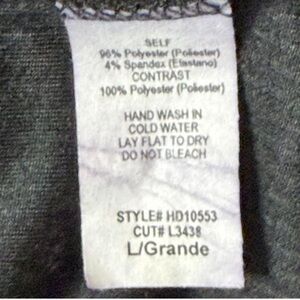 SELF
96% Polyester (Poliester)
4% Spandex (Elastano)
CONTRAST
100% Polyester (Poliester)
HAND WASH IN
COLD WATER
LAY FLAT TO DRY
DO NOT BLEACH
STYLE# HD10553
CUT# L3438
L/Grande